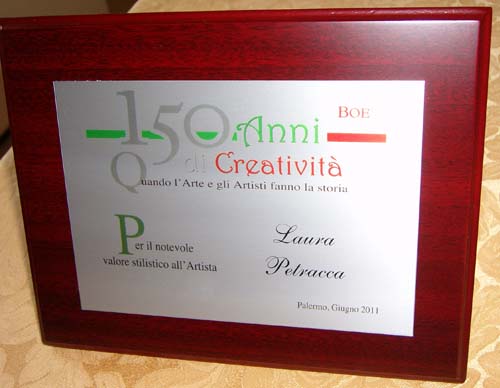 BOE
150 Anni
di Creatività
Quando l'Arte e gli Artisti fanno la storia
Per il notevole
valore stilistico all'Artista
Laura
Petracca
Palermo, Giugno 2011